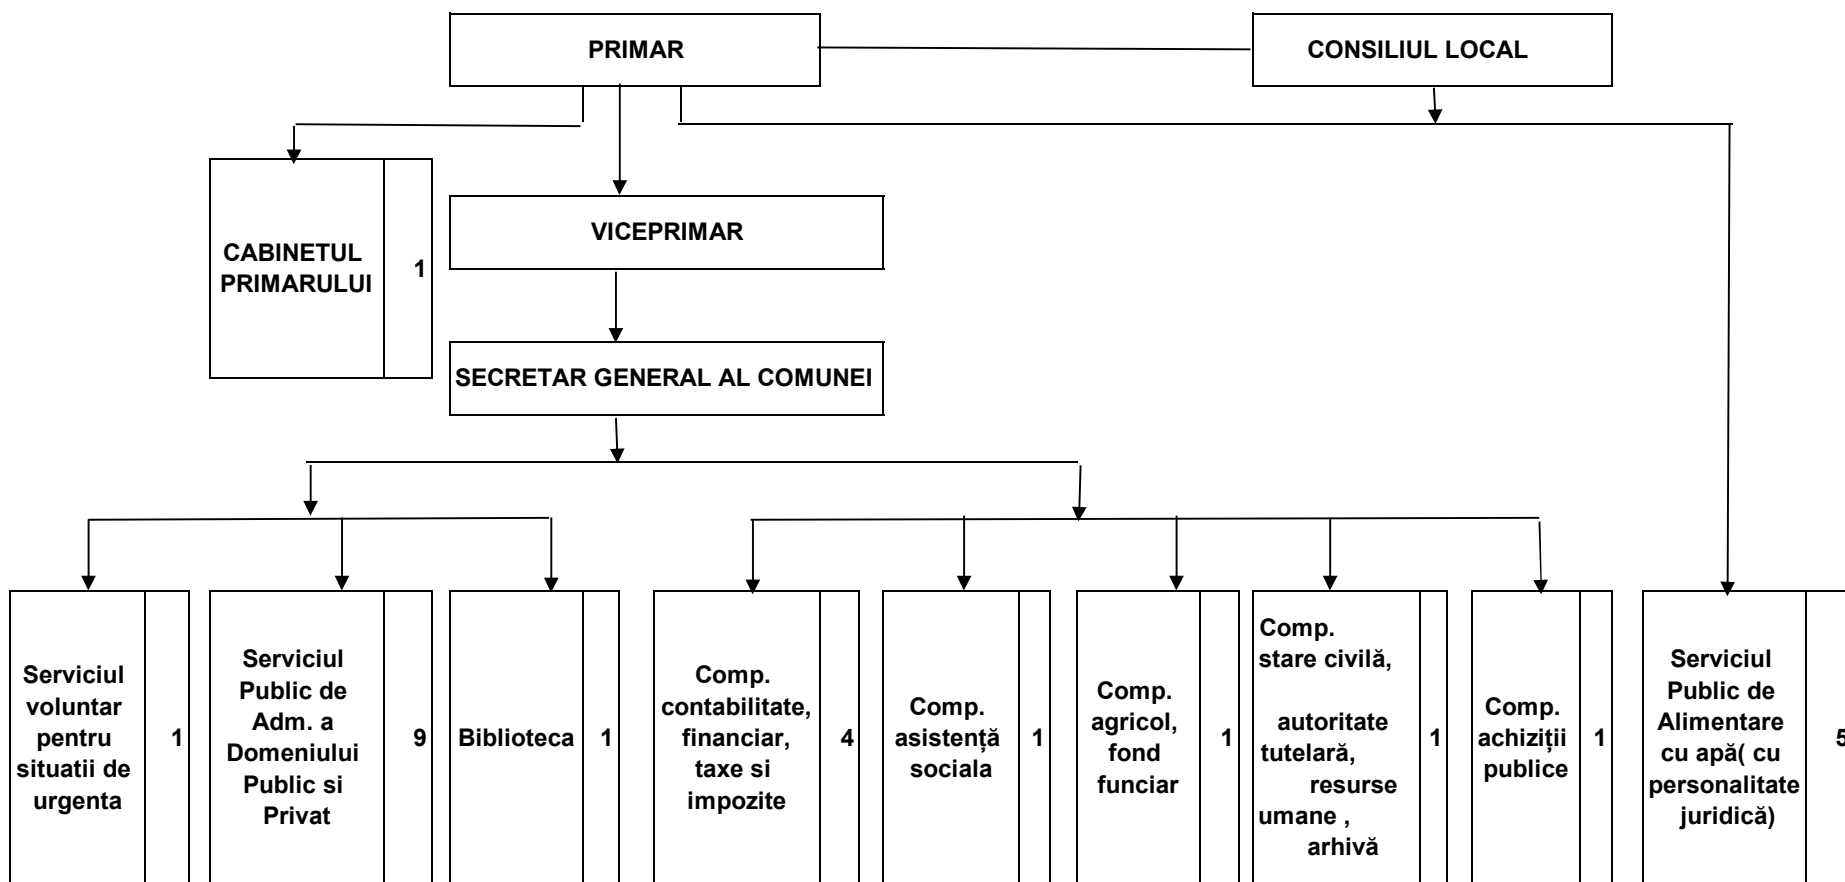 PRIMAR
CONSILIUL LOCAL
CABINETUL
PRIMARULUI
1
VICEPRIMAR
SECRETAR GENERAL AL COMUNEI
Serviciul
voluntar
pentru
situatii de
urgenta
1
Serviciul
Public de
Adm. a
Domeniului
Public si
Privat
9
Biblioteca
1
Comp.
contabilitate,
financiar,
taxe si
impozite
4
Comp.
asistență
sociala
1
Comp.
agricol,
fond
funciar
1
Comp.
stare civilă,
autoritate
tutelară,
resurse
umane ,
arhivă
1
Comp.
achiziții
publice
1
Serviciul
Public de
Alimentare
cu apă( cu
personalitate
juridică)
5